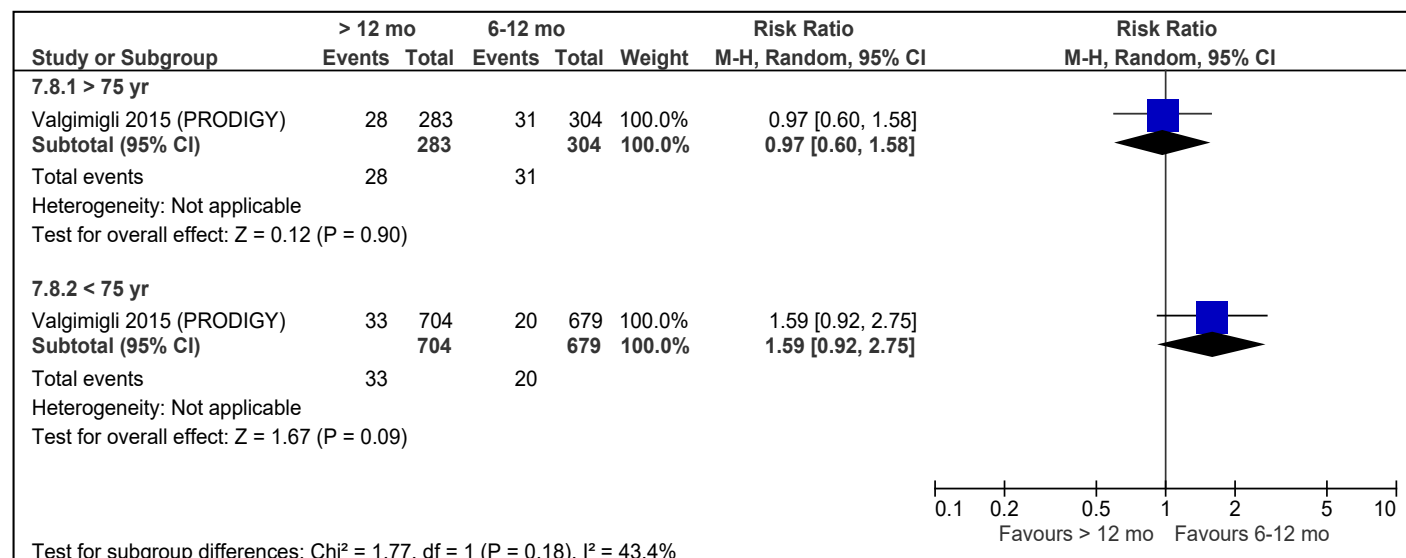 > 12 mo 6-12 mo Risk Ratio Risk Ratio
Study or Subgroup Events Total Events Total Weight M-H, Random, 95% CI M-H, Random, 95% CI
7.8.1 > 75 yr
Valgimigli 2015 (PRODIGY) 28 283 31 304 100.0% 0.97 [0.60, 1.58]
Subtotal (95% CI) 283 304 100.0% 0.97 [0.60, 1.58]
Total events 28 31
Heterogeneity: Not applicable
Test for overall effect: Z = 0.12 (P = 0.90)
7.8.2 < 75 yr
Valgimigli 2015 (PRODIGY) 33 704 20 679 100.0% 1.59 [0.92, 2.75]
Subtotal (95% CI) 704 679 100.0% 1.59 [0.92, 2.75]
Total events 33 20
Heterogeneity: Not applicable
Test for overall effect: Z = 1.67 (P = 0.09)
0.1 0.2 0.5 1 2 5 10
Favours > 12 mo Favours 6-12 mo
Test for subgroup differences: Chi² = 1.77, df = 1 (P = 0.18), I² = 43.4%